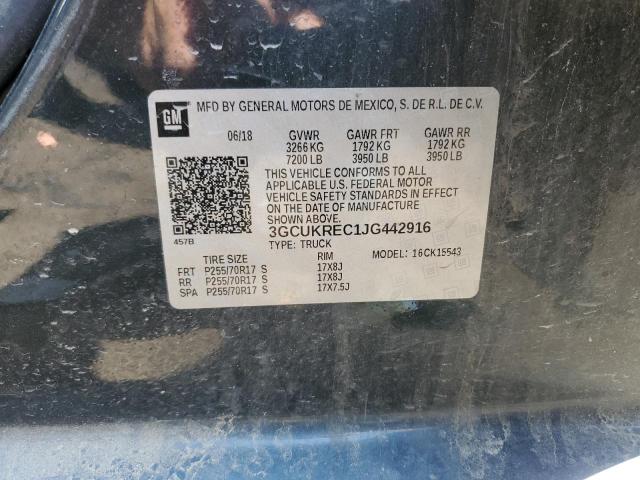 GM
MFD BY GENERAL MOTORS DE MEXICO, S. DE R.L. DE C.V.
06/18 GVWR GAWR FRT GAWR RR
3266 KG 1792 KG 1792 KG
7200 LB 3950 LB 3950 LB
THIS VEHICLE CONFORMS TO ALL
APPLICABLE U.S. FEDERAL MOTOR
VEHICLE SAFETY STANDARDS IN EFFECT
ON THE DATE OF MANUFACTURE
SHOWN ABOVE.
457B
3GCUKREC1JG442916
TYPE: TRUCK MODEL: 16CK15543
TIRE SIZE RIM
FRT P255/70R17 S 17X8J
RR P255/70R17 S 17X8J
SPA P255/70R17 S 17X7.5J